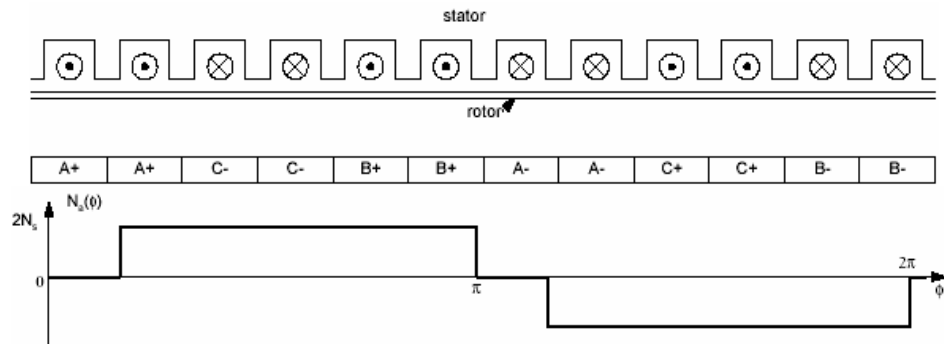 stator
rotor
A+ A+ C- C- B+ B+ A- A- C+ C+ B- B-
Nₐ(ϕ)
2Nₛ
0
π
2π
ϕ